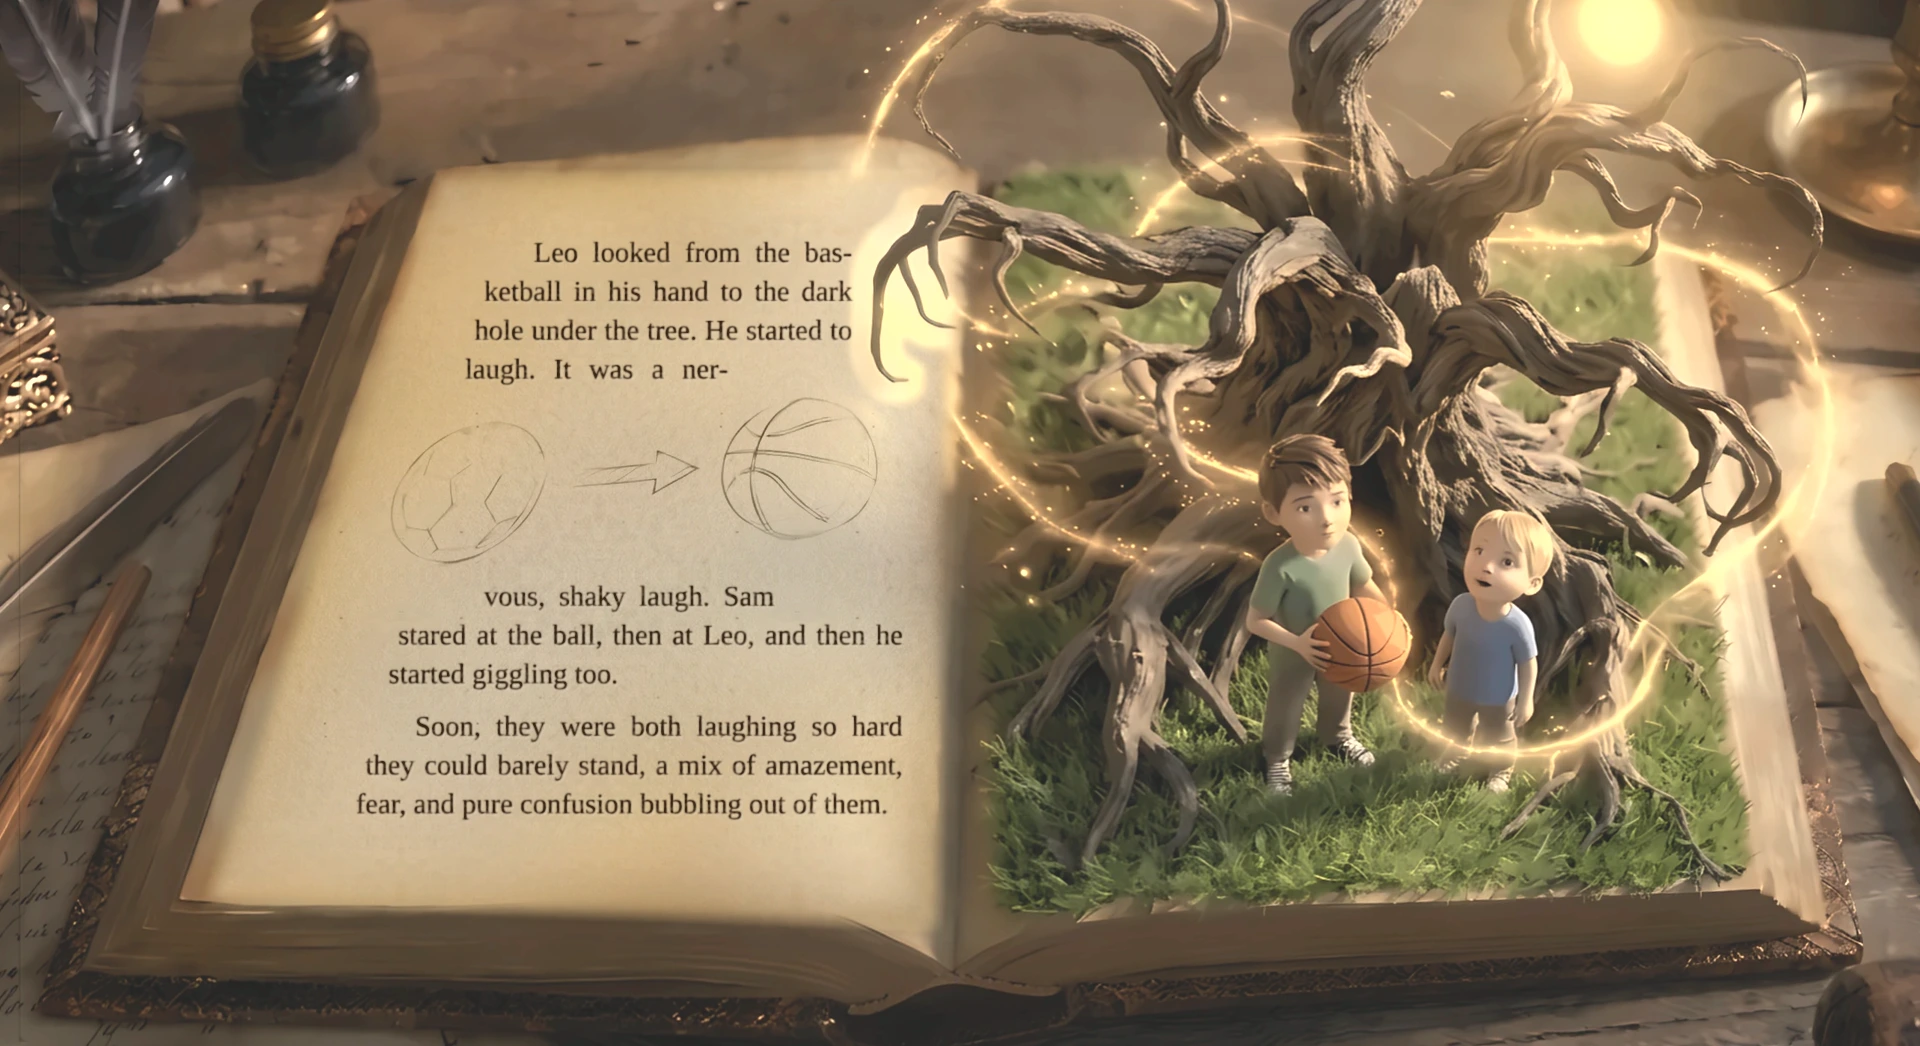 Leo looked from the bas-
ketball in his hand to the dark
hole under the tree. He started to
laugh. It was a ner-
vous, shaky laugh. Sam
stared at the ball, then at Leo, and then he
started giggling too.
Soon, they were both laughing so hard
they could barely stand, a mix of amazement,
fear, and pure confusion bubbling out of them.